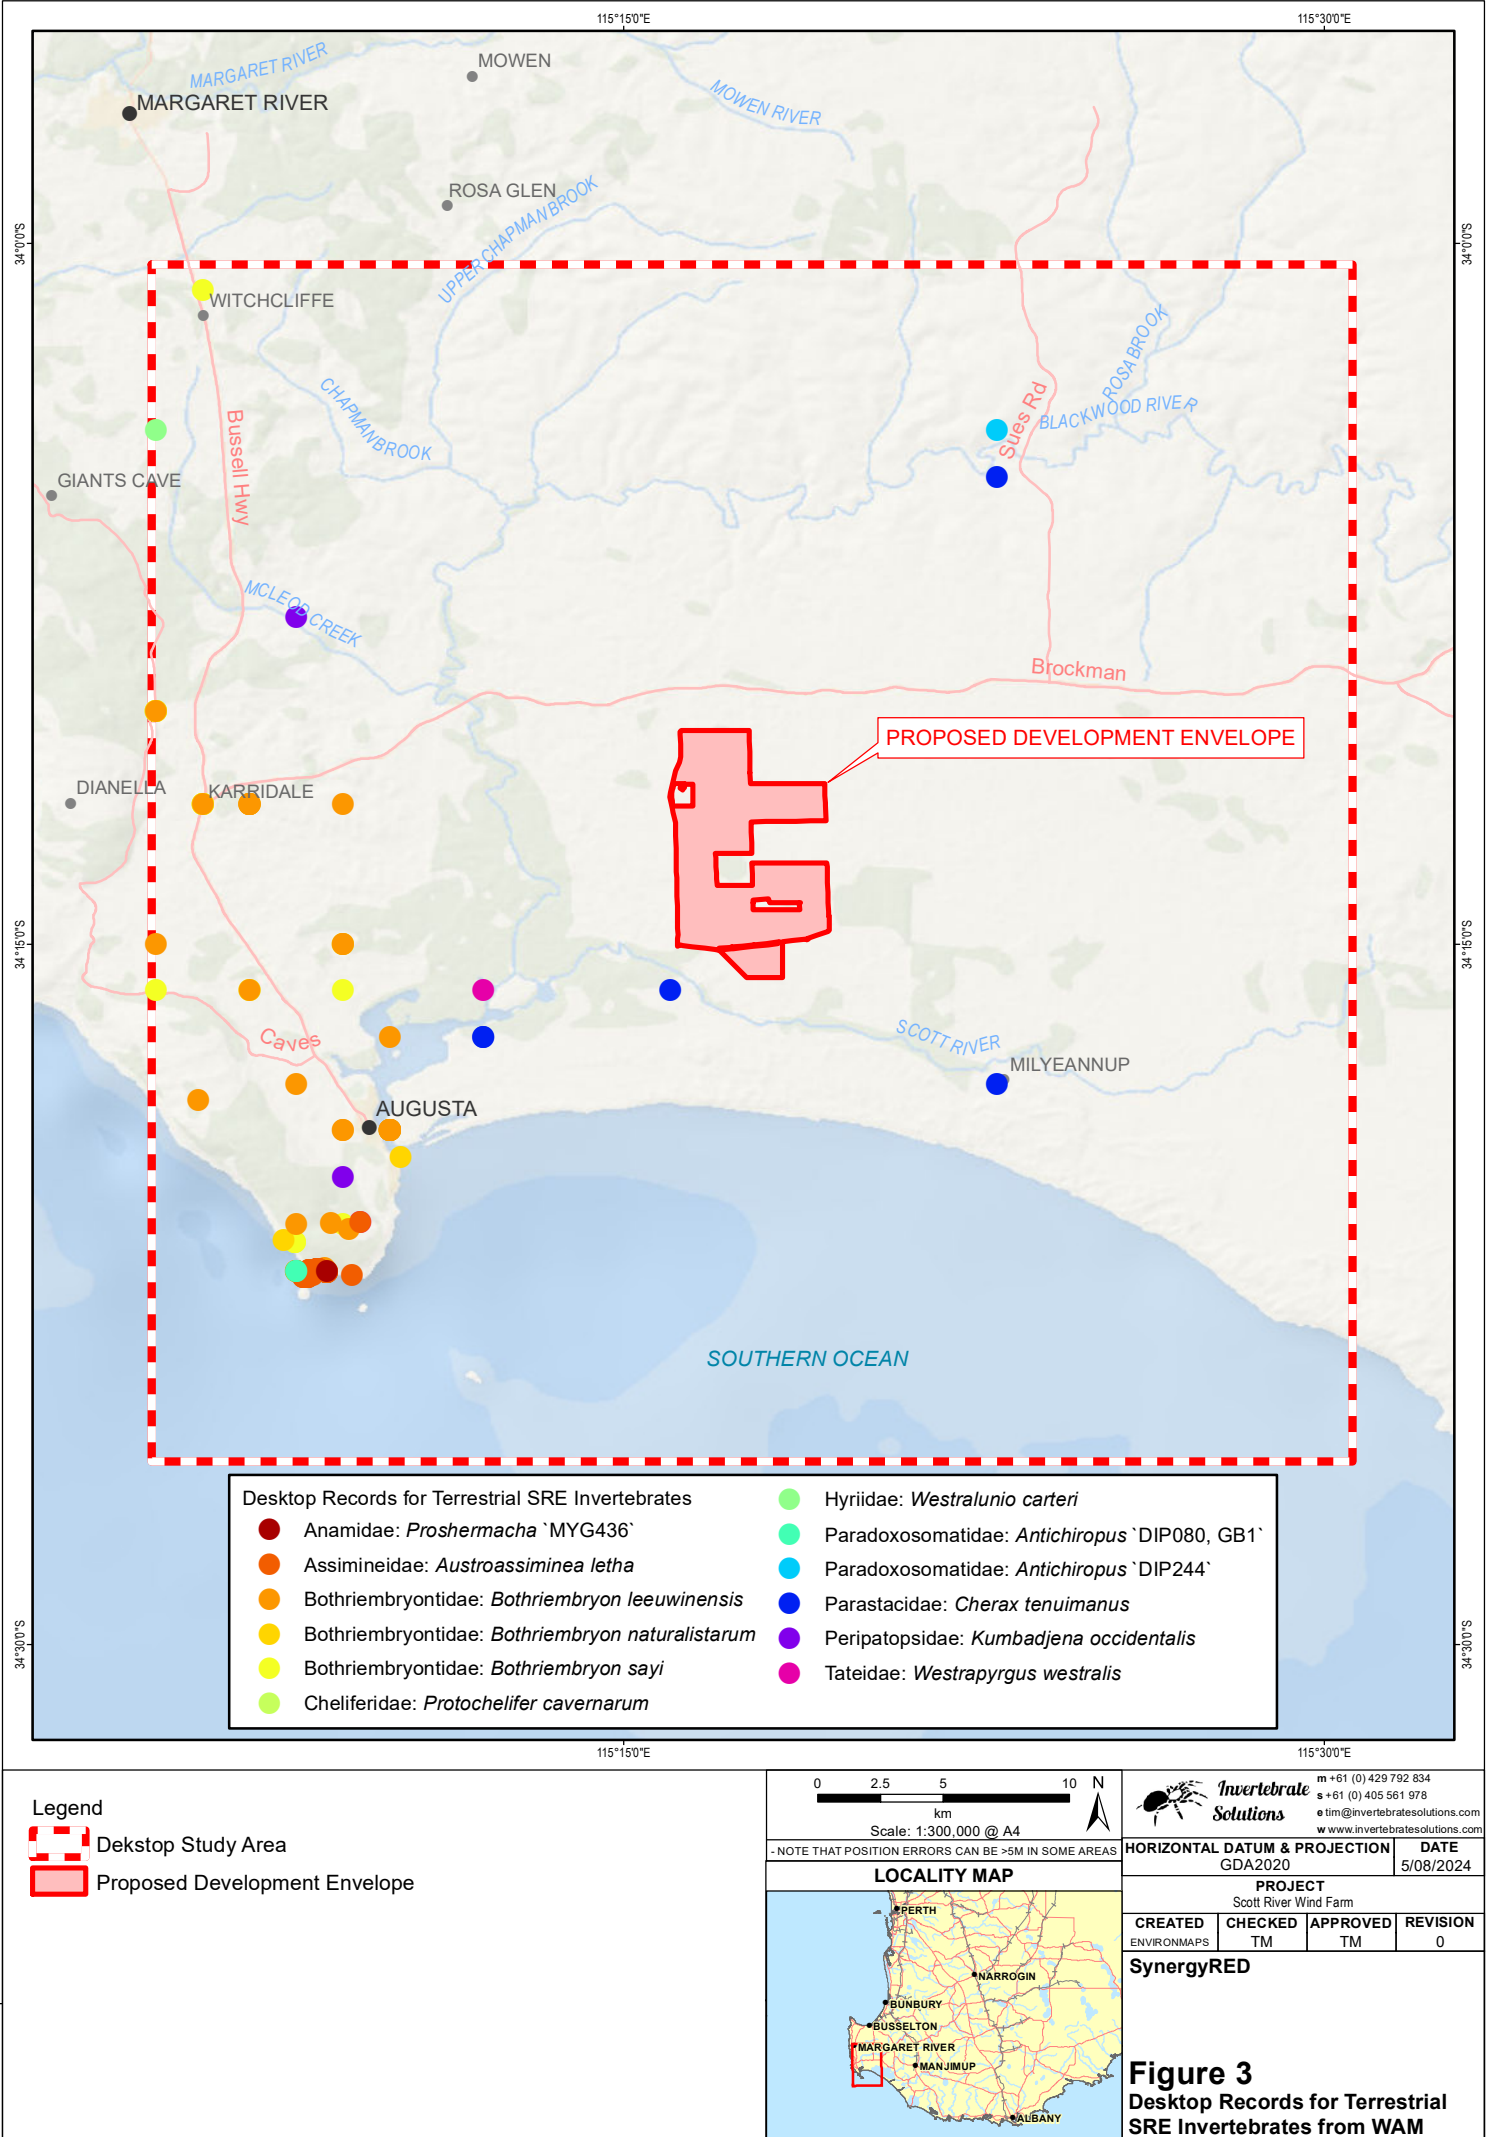 115°15'0"E
115°30'0"E
MARGARET RIVER
MOWEN
MARGARET RIVER
MOWEN RIVER
ROSA GLEN
UPPER CHAPMAN BROOK
34°0'0"S
34°0'0"S
WITCHCLIFFE
ROSA BROOK
CHAPMAN BROOK
Sues Rd
BLACKWOOD RIVER
Bussell Hwy
GIANTS CAVE
MCLEOD CREEK
Brockman
PROPOSED DEVELOPMENT ENVELOPE
DIANELLA
KARRIDALE
34°15'0"S
34°15'0"S
Caves
SCOTT RIVER
MILYEANNUP
AUGUSTA
SOUTHERN OCEAN
Desktop Records for Terrestrial SRE Invertebrates
Anamidae: Proshermacha `MYG436`
Assimineidae: Austroassiminea letha
Bothriembryontidae: Bothriembryon leeuwinensis
Bothriembryontidae: Bothriembryon naturalistarum
Bothriembryontidae: Bothriembryon sayi
Cheliferidae: Protochelifer cavernarum
Hyriidae: Westralunio carteri
Paradoxosomatidae: Antichiropus `DIP080, GB1`
Paradoxosomatidae: Antichiropus `DIP244`
Parastacidae: Cherax tenuimanus
Peripatopsidae: Kumbadjena occidentalis
Tateidae: Westrapyrgus westralis
34°30'0"S
34°30'0"S
115°15'0"E
115°30'0"E
Legend
Dekstop Study Area
Proposed Development Envelope
0 2.5 5 10
km
N
Scale: 1:300,000 @ A4
- NOTE THAT POSITION ERRORS CAN BE >5M IN SOME AREAS
LOCALITY MAP
PERTH
NARROGIN
BUNBURY
BUSSELTON
MARGARET RIVER
MANJIMUP
ALBANY
Invertebrate
Solutions
m +61 (0) 429 792 834
s +61 (0) 405 561 978
e tim@invertebratesolutions.com
w www.invertebratesolutions.com
HORIZONTAL DATUM & PROJECTION
GDA2020
DATE
5/08/2024
PROJECT
Scott River Wind Farm
CREATED CHECKED APPROVED REVISION
ENVIRONMAPS TM TM 0
SynergyRED
Figure 3
Desktop Records for Terrestrial
SRE Invertebrates from WAM